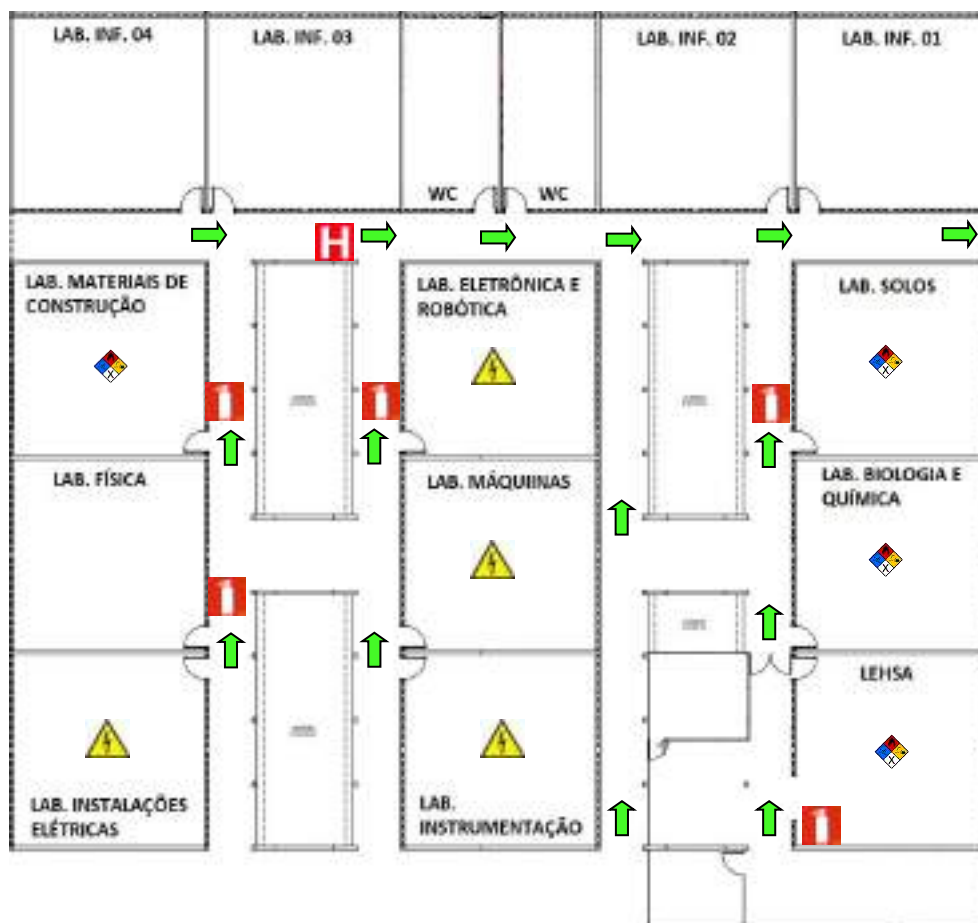 LAB. INF. 04
LAB. INF. 03
LAB. INF. 02
LAB. INF. 01
WC
WC
H
LAB. MATERIAIS DE
CONSTRUÇÃO
LAB. ELETRÔNICA E
ROBÓTICA
LAB. SOLOS
LAB. FÍSICA
LAB. MÁQUIINAS
LAB. BIOLOGIA E
QUÍMICA
LEHSA
LAB. INSTALAÇÕES
ELÉTRICAS
LAB.
INSTRUMENTAÇÃO